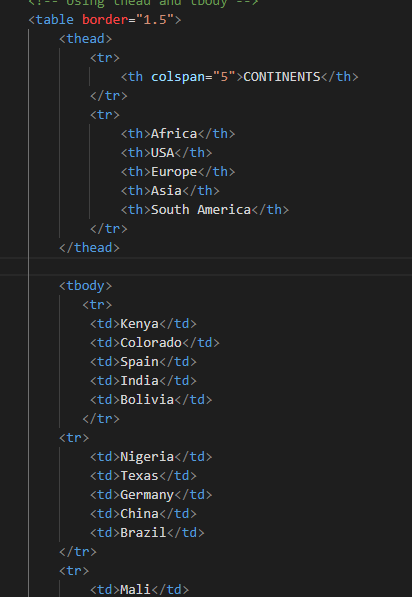 <!-- Using thead and tbody -->
<table border="1.5">
<thead>
<tr>
<th colspan="5">CONTINENTS</th>
</tr>
<tr>
<th>Africa</th>
<th>USA</th>
<th>Europe</th>
<th>Asia</th>
<th>South America</th>
</tr>
</thead>
<tbody>
<tr>
<td>Kenya</td>
<td>Colorado</td>
<td>Spain</td>
<td>India</td>
<td>Bolivia</td>
</tr>
<tr>
<td>Nigeria</td>
<td>Texas</td>
<td>Germany</td>
<td>China</td>
<td>Brazil</td>
</tr>
<tr>
<td>Mali</td>